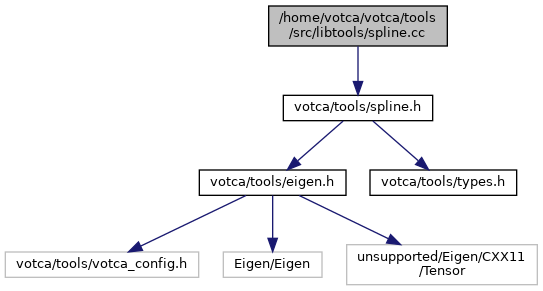 /home/votca/votca/tools
/src/libtools/spline.cc
votca/tools/spline.h
votca/tools/eigen.h
votca/tools/types.h
votca/tools/votca_config.h
Eigen/Eigen
unsupported/Eigen/CXX11
/Tensor